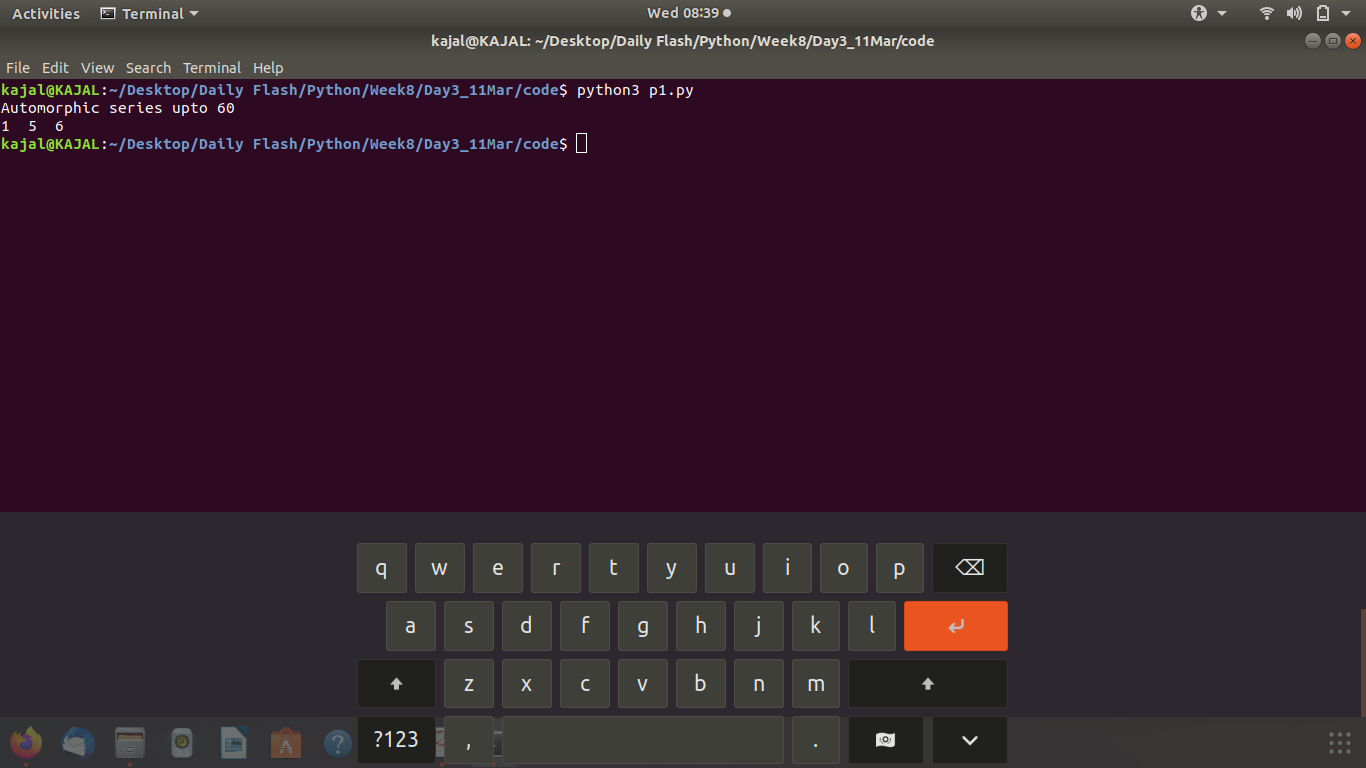 Activities Terminal Wed 08:39
kajal@KAJAL: ~/Desktop/Daily Flash/Python/Week8/Day3_11Mar/code
File Edit View Search Terminal Help
kajal@KAJAL:~/Desktop/Daily Flash/Python/Week8/Day3_11Mar/code$ python3 p1.py
Automorphic series upto 60
1 5 6
kajal@KAJAL:~/Desktop/Daily Flash/Python/Week8/Day3_11Mar/code$
q w e r t y u i o p
a s d f g h j k l
z x c v b n m
?123 , .